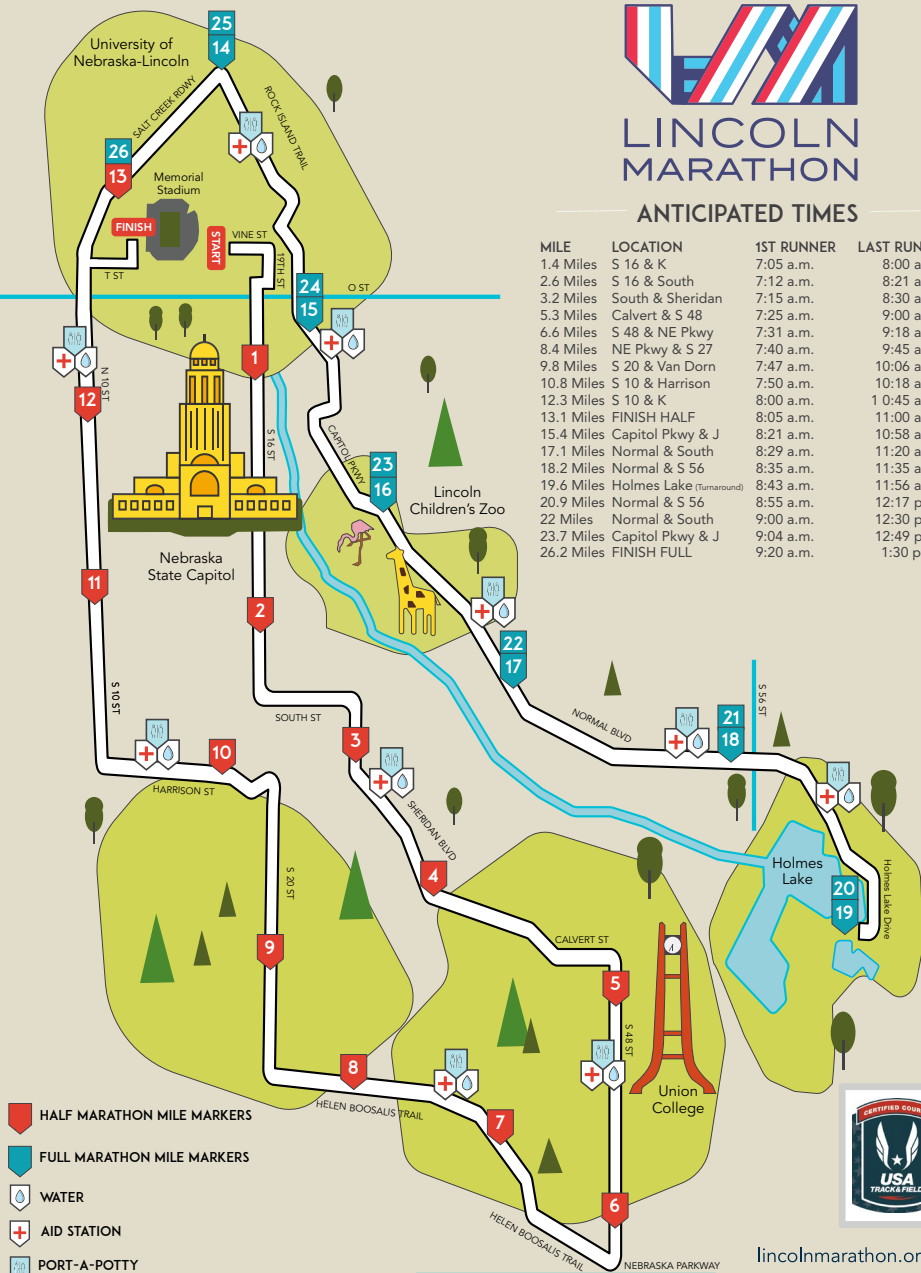 LINCOLN
MARATHON
ANTICIPATED TIMES
MILE LOCATION 1ST RUNNER LAST RUN
1.4 Miles S 16 & K 7:05 a.m. 8:00 a
2.6 Miles S 16 & South 7:12 a.m. 8:21 a
3.2 Miles South & Sheridan 7:15 a.m. 8:30 a
5.3 Miles Calvert & S 48 7:25 a.m. 9:00 a
6.6 Miles S 48 & NE Pkwy 7:31 a.m. 9:18 a
8.4 Miles NE Pkwy & S 27 7:40 a.m. 9:45 a
9.8 Miles S 20 & Van Dorn 7:47 a.m. 10:06 a
10.8 Miles S 10 & Harrison 7:50 a.m. 10:18 a
12.3 Miles S 10 & K 8:00 a.m. 1 0:45 a
13.1 Miles FINISH HALF 8:05 a.m. 11:00 a
15.4 Miles Capitol Pkwy & J 8:21 a.m. 10:58 a
17.1 Miles Normal & South 8:29 a.m. 11:20 a
18.2 Miles Normal & S 56 8:35 a.m. 11:35 a
19.6 Miles Holmes Lake (Turnaround) 8:43 a.m. 11:56 a
20.9 Miles Normal & S 56 8:55 a.m. 12:17 p
22 Miles Normal & South 9:00 a.m. 12:30 p
23.7 Miles Capitol Pkwy & J 9:04 a.m. 12:49 p
26.2 Miles FINISH FULL 9:20 a.m. 1:30 p
25
14
University of
Nebraska-Lincoln
SALT CREEK RDWY
ROCK ISLAND TRAIL
26
13
Memorial
Stadium
FINISH
START
VINE ST
19TH ST
T ST
O ST
24
15
1
N 10 ST
12
S 16 ST
CAPITOL PKWY
23
16
Lincoln
Children's Zoo
Nebraska
State Capitol
11
2
22
17
S 10 ST
SOUTH ST
3
NORMAL BLVD
21
18
S 56 ST
10
HARRISON ST
SHERIDAN BLVD
4
S 20 ST
Holmes
Lake
20
19
Holmes Lake Drive
9
CALVERT ST
5
S 48 ST
8
HELEN BOOSALIS TRAIL
7
Union
College
6
HELEN BOOSALIS TRAIL
NEBRASKA PARKWAY
HALF MARATHON MILE MARKERS
FULL MARATHON MILE MARKERS
WATER
AID STATION
PORT-A-POTTY
CERTIFIED COUR
USA
TRACK & FIELD
lincolnmarathon.or